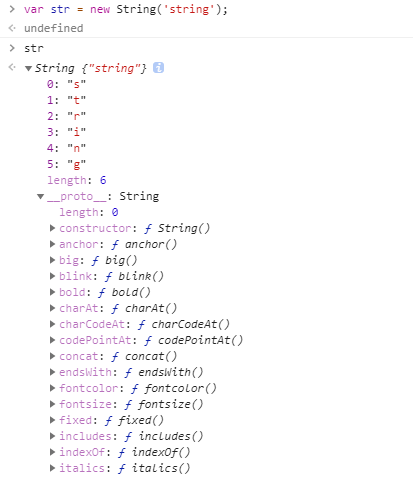 > var str = new String('string');
undefined
> str
String {"string"} i
0: "s"
1: "t"
2: "r"
3: "i"
4: "n"
5: "g"
length: 6
__proto__: String
length: 0
constructor: ƒ String()
anchor: ƒ anchor()
big: ƒ big()
blink: ƒ blink()
bold: ƒ bold()
charAt: ƒ charAt()
charCodeAt: ƒ charCodeAt()
codePointAt: ƒ codePointAt()
concat: ƒ concat()
endsWith: ƒ endsWith()
fontcolor: ƒ fontcolor()
fontsize: ƒ fontsize()
fixed: ƒ fixed()
includes: ƒ includes()
indexOf: ƒ indexOf()
italics: ƒ italics()